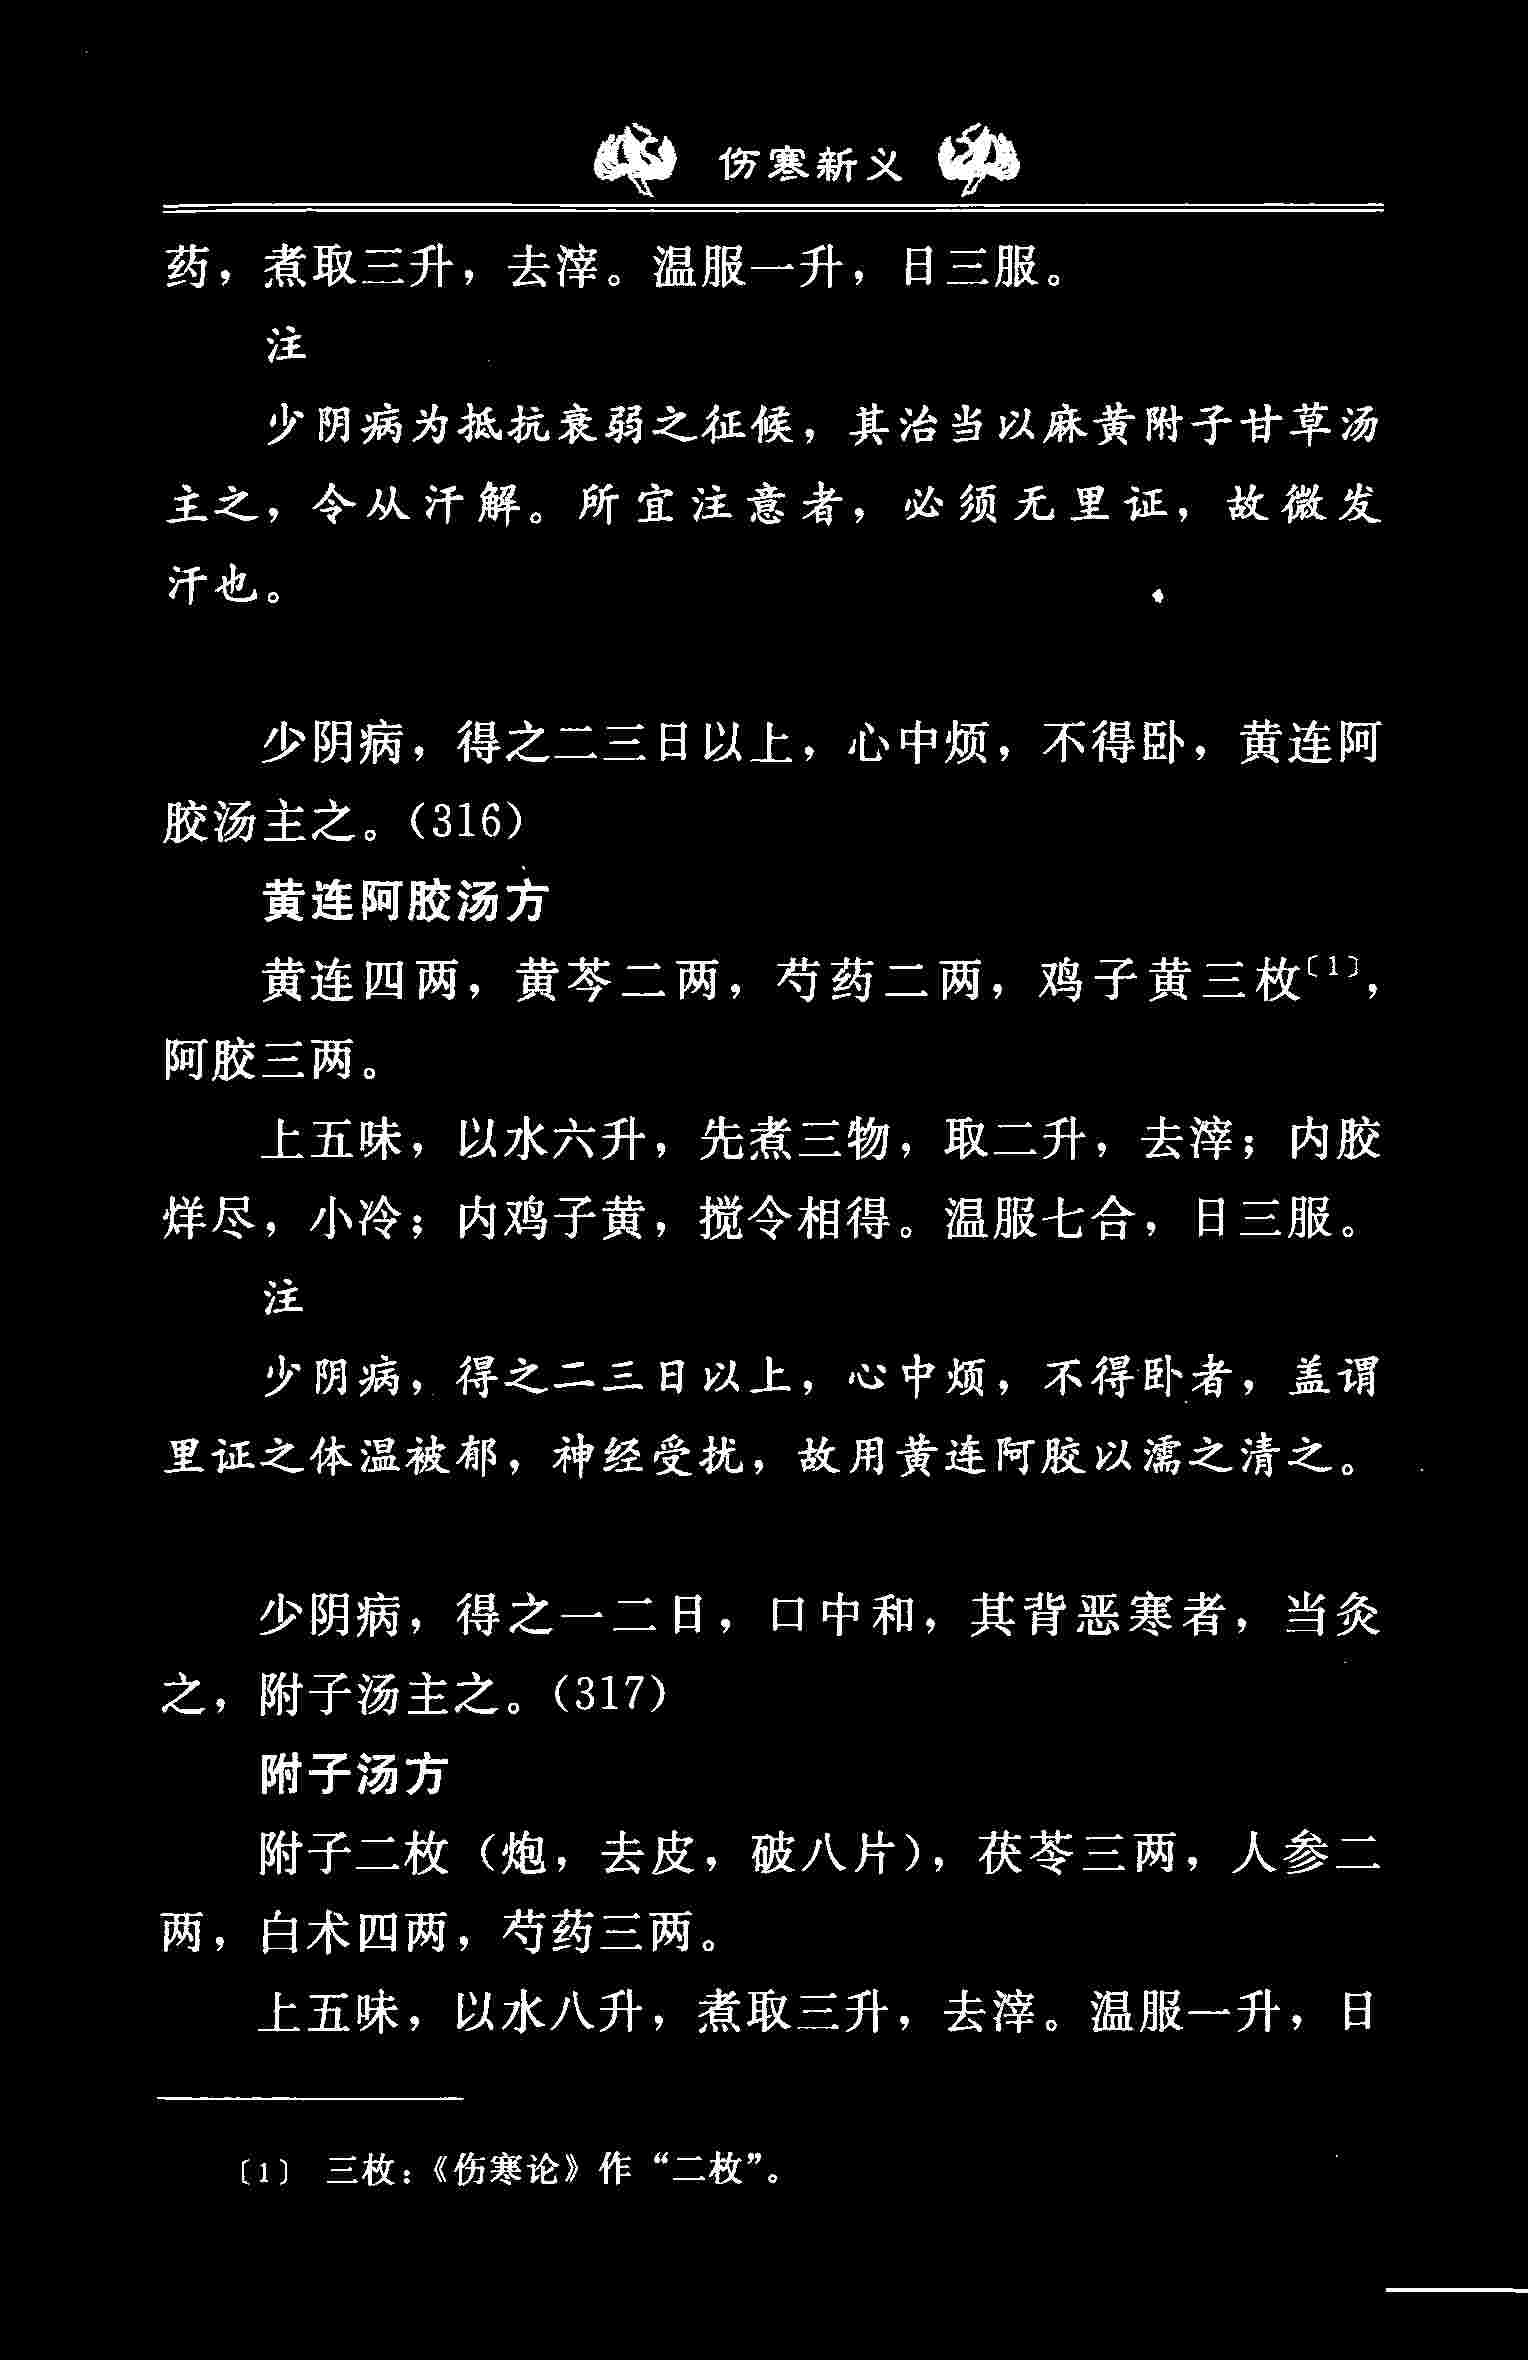 伤寒新义
药，煮取三升，去滓。温服一升，日三服。
注
少阴病为抵抗衰弱之征候，其治当以麻黄附子甘草汤
主之，令从汗解。所宜注意者，必须无里证，故微发
汗也。
少阴病，得之二三日以上，心中烦，不得卧，黄连阿
胶汤主之。（316）
黄连阿胶汤方
黄连四两，黄芩二两，芍药二两，鸡子黄三枚〔1〕，
阿胶三两。
上五味，以水六升，先煮三物，取二升，去滓；内胶
烊尽，小冷；内鸡子黄，搅令相得。温服七合，日三服。
注
少阴病，得之二三日以上，心中烦，不得卧者，盖谓
里证之体温被郁，神经受扰，故用黄连阿胶以濡之清之。
少阴病，得之一二日，口中和，其背恶寒者，当灸
之，附子汤主之。（317）
附子汤方
附子二枚（炮，去皮，破八片），茯苓三两，人参二
两，白术四两，芍药三两。
上五味，以水八升，煮取三升，去滓。温服一升，日
〔1〕 三枚：《伤寒论》作“二枚”。